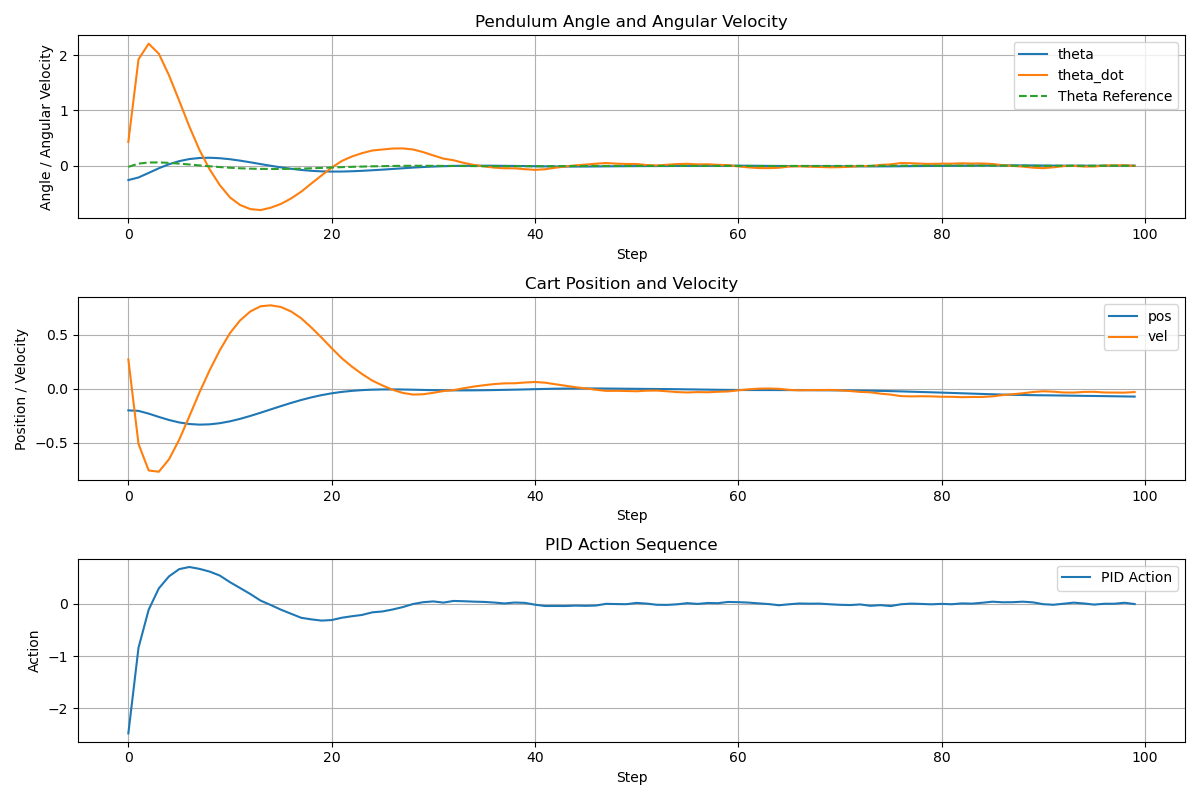 Pendulum Angle and Angular Velocity
Angle / Angular Velocity
2
1
0
theta
theta_dot
Theta Reference
0 20 40 60 80 100
Step
Cart Position and Velocity
Position / Velocity
0.5
0.0
−0.5
pos
vel
0 20 40 60 80 100
Step
PID Action Sequence
Action
0
−1
−2
PID Action
0 20 40 60 80 100
Step